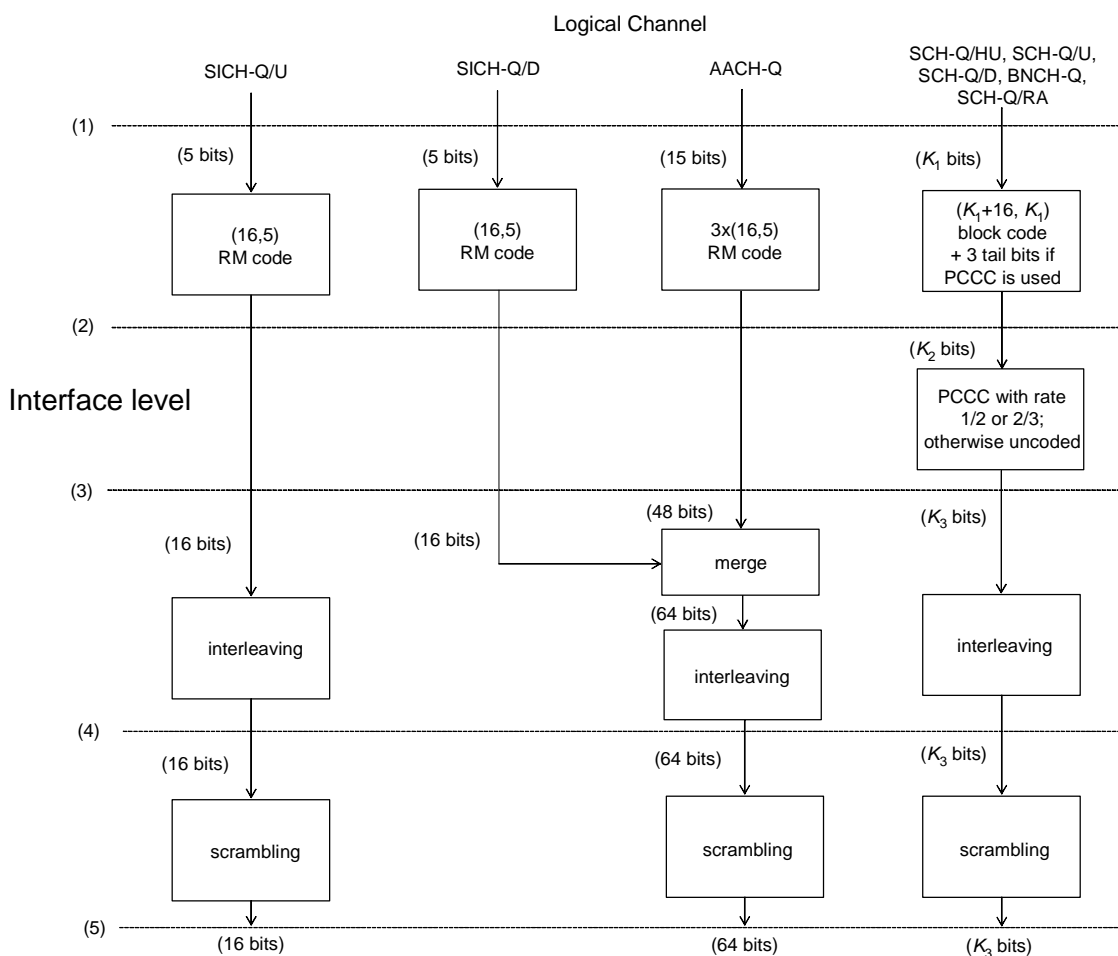 Logical Channel
SICH-Q/U
SICH-Q/D
AACH-Q
SCH-Q/HU, SCH-Q/U,
SCH-Q/D, BNCH-Q,
SCH-Q/RA
(1)
(5 bits)
(5 bits)
(15 bits)
(K1 bits)
(16,5)
RM code
(16,5)
RM code
3x(16,5)
RM code
(K1+16, K1)
block code
+ 3 tail bits if
PCCC is used
(2)
(K2 bits)
Interface level
PCCC with rate
1/2 or 2/3;
otherwise uncoded
(3)
(16 bits)
(16 bits)
(48 bits)
(K3 bits)
merge
(64 bits)
interleaving
interleaving
interleaving
(4)
(16 bits)
(64 bits)
(K3 bits)
scrambling
scrambling
scrambling
(5)
(16 bits)
(64 bits)
(K3 bits)